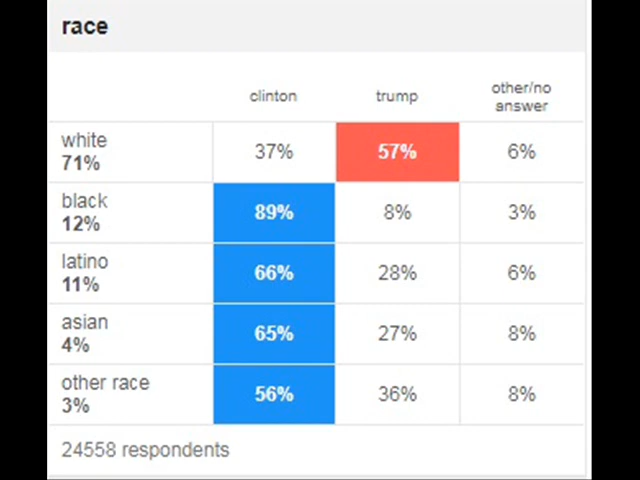 race
clinton trump other/no answer
white 71% 37% 57% 6%
black 12% 89% 8% 3%
latino 11% 66% 28% 6%
asian 4% 65% 27% 8%
other race 3% 56% 36% 8%
24558 respondents